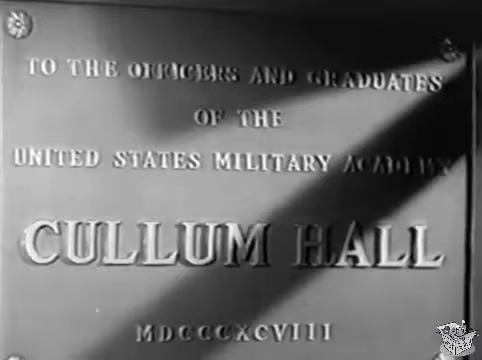 TO THE OFFICERS AND GRADUATES
OF THE
UNITED STATES MILITARY ACADEMY
CULLUM HALL
MDCCCXCVIII